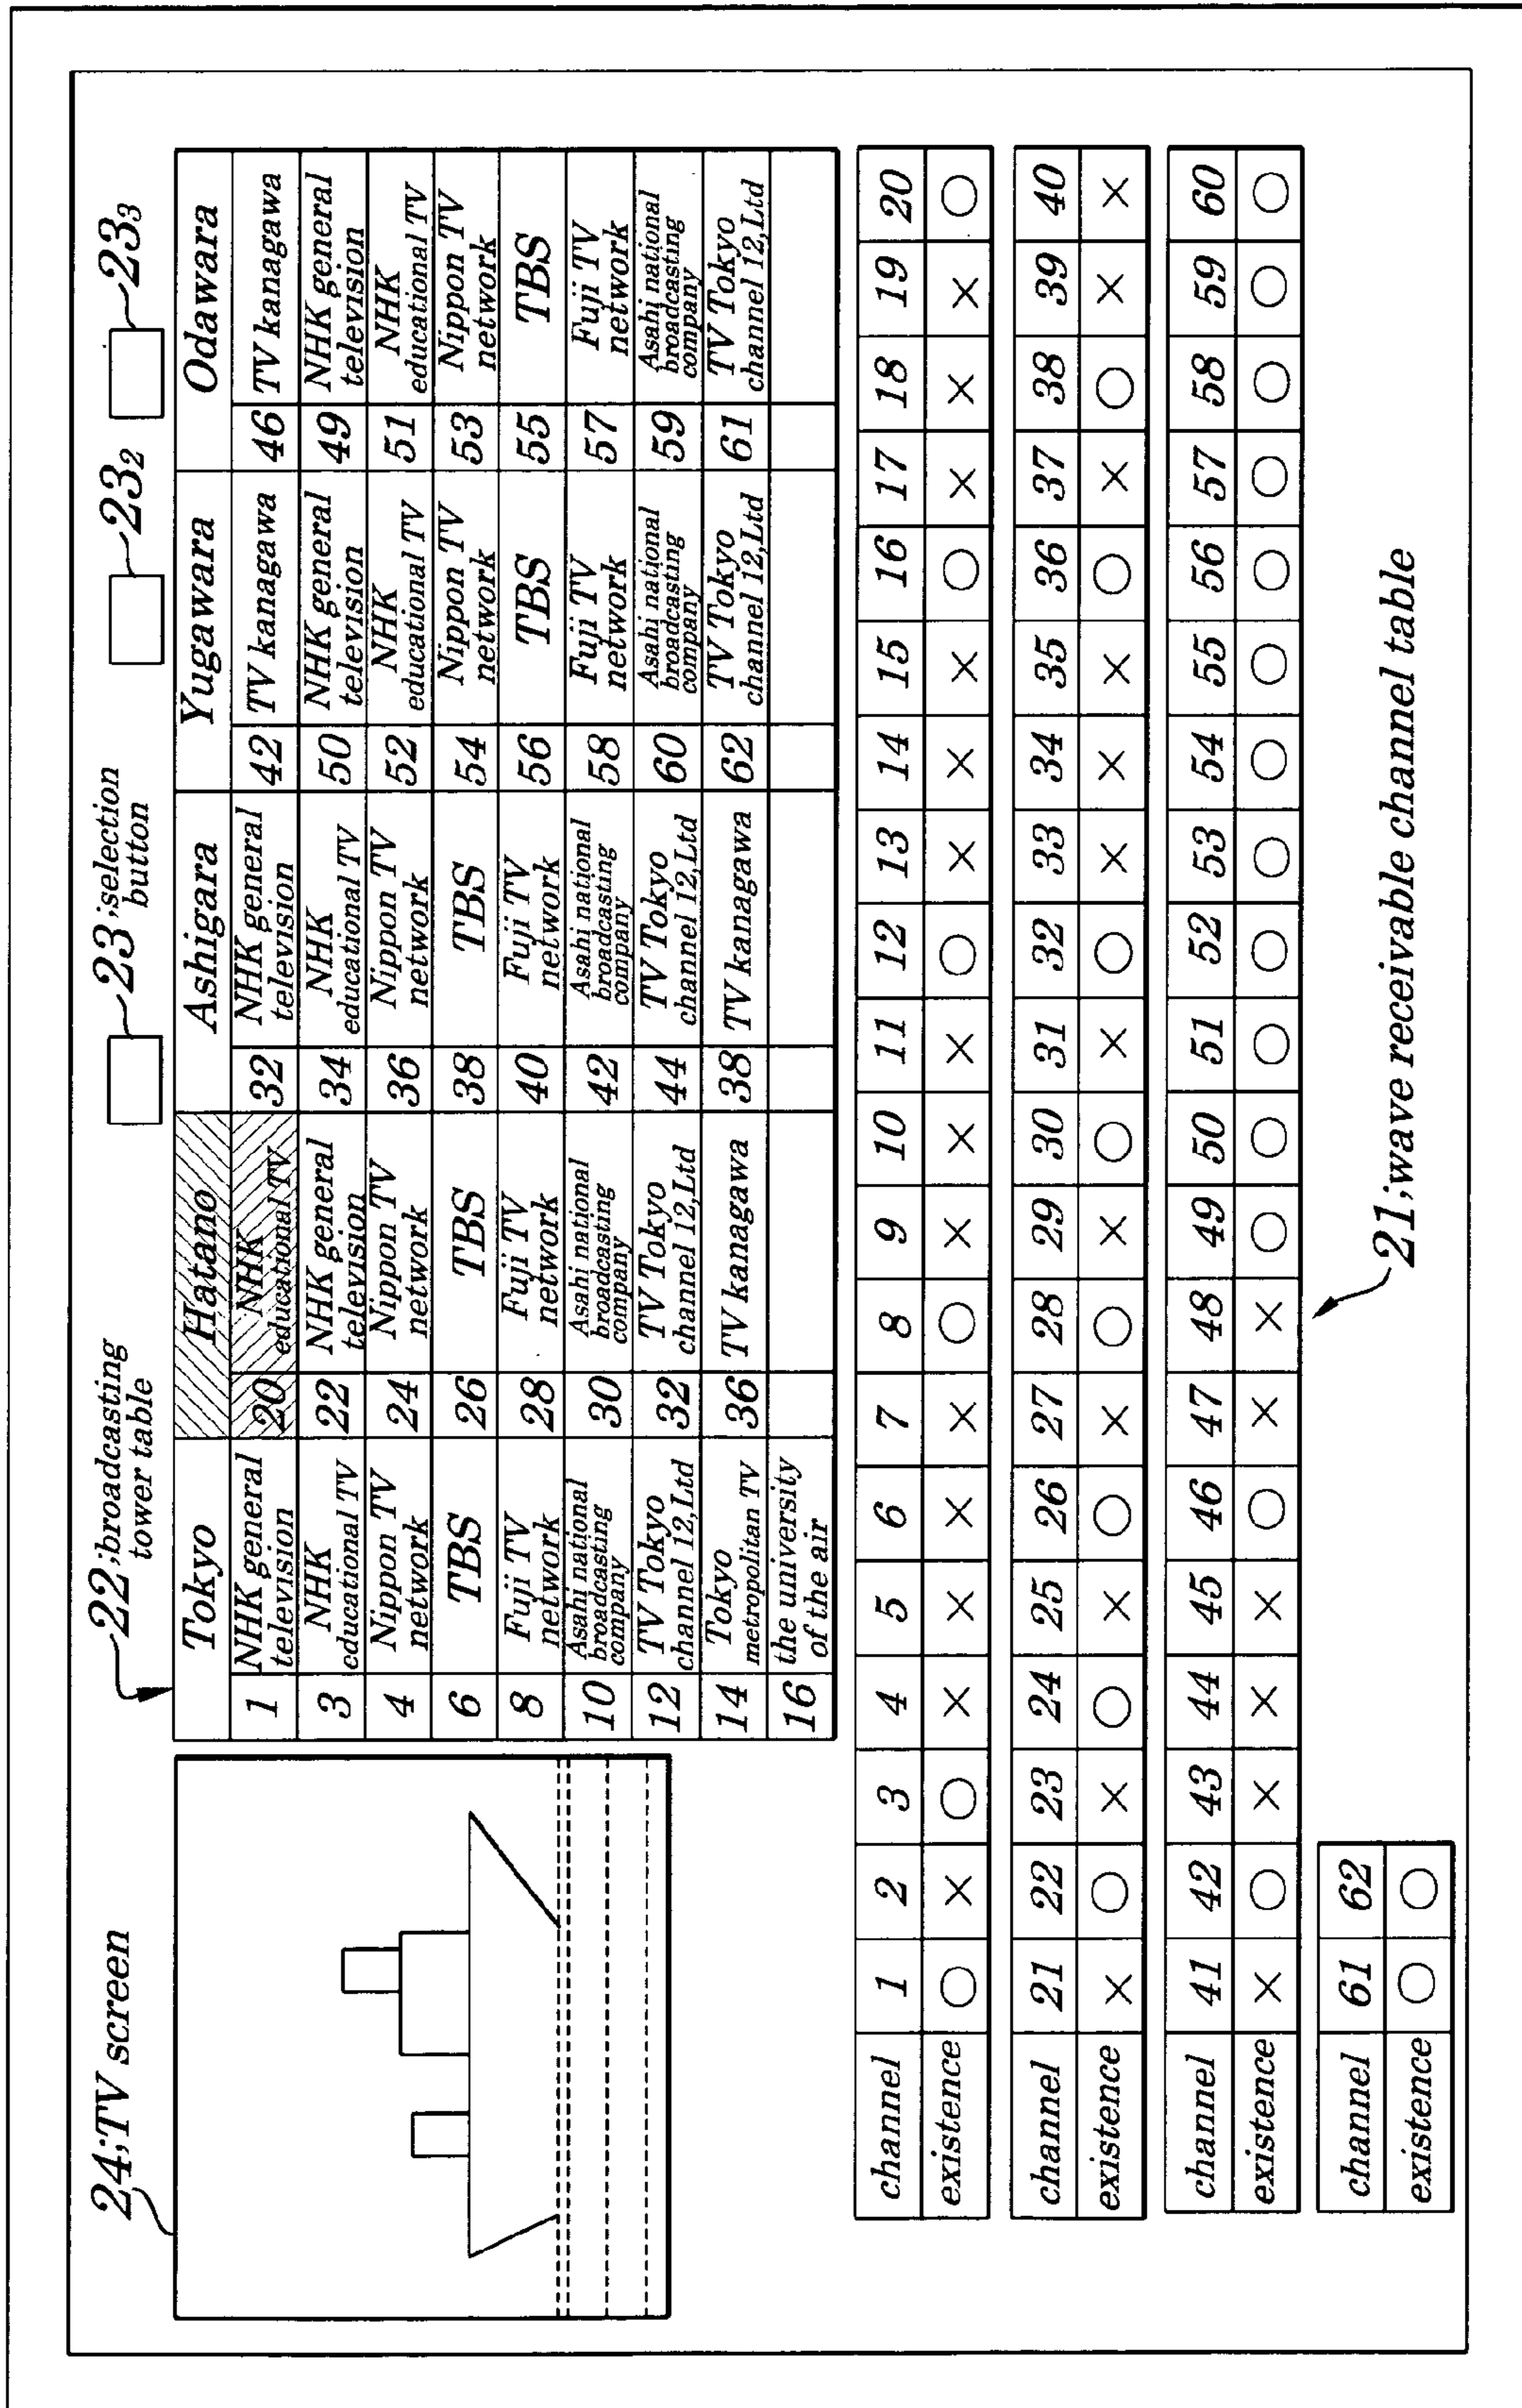 24;TV screen
22;broadcasting
tower table
23;selection
button
23₂
23₃
Tokyo Hatano Ashigara Yugawara Odawara
1 NHK general television 20 NHK educational TV 32 NHK general television 42 TV kanagawa 46 TV kanagawa
3 NHK educational TV 22 NHK general television 34 NHK educational TV 50 NHK general television 49 NHK general television
4 Nippon TV network 24 Nippon TV network 36 Nippon TV network 52 NHK educational TV 51 NHK educational TV
6 TBS 26 TBS 38 TBS 54 Nippon TV network 53 Nippon TV network
8 Fuji TV network 28 Fuji TV network 40 Fuji TV network 56 TBS 55 TBS
10 Asahi national broadcasting company 30 Asahi national broadcasting company 42 Asahi national broadcasting company 58 Fuji TV network 57 Fuji TV network
12 TV Tokyo channel 12,Ltd 32 TV Tokyo channel 12,Ltd 44 TV Tokyo channel 12,Ltd 60 Asahi national broadcasting company 59 Asahi national broadcasting company
14 Tokyo metropolitan TV 36 TV kanagawa 38 TV kanagawa 62 TV Tokyo channel 12,Ltd 61 TV Tokyo channel 12,Ltd
16 the university of the air
channel 1 2 3 4 5 6 7 8 9 10 11 12 13 14 15 16 17 18 19 20
existence ○ × ○ × × × × ○ × × × ○ × × × ○ × × × ○
channel 21 22 23 24 25 26 27 28 29 30 31 32 33 34 35 36 37 38 39 40
existence × ○ × ○ × ○ × ○ × ○ × ○ × × × ○ × ○ × ×
channel 41 42 43 44 45 46 47 48 49 50 51 52 53 54 55 56 57 58 59 60
existence × ○ × × × ○ × × ○ ○ ○ ○ ○ ○ ○ ○ ○ ○ ○ ○
channel 61 62
existence ○ ○
21;wave receivable channel table